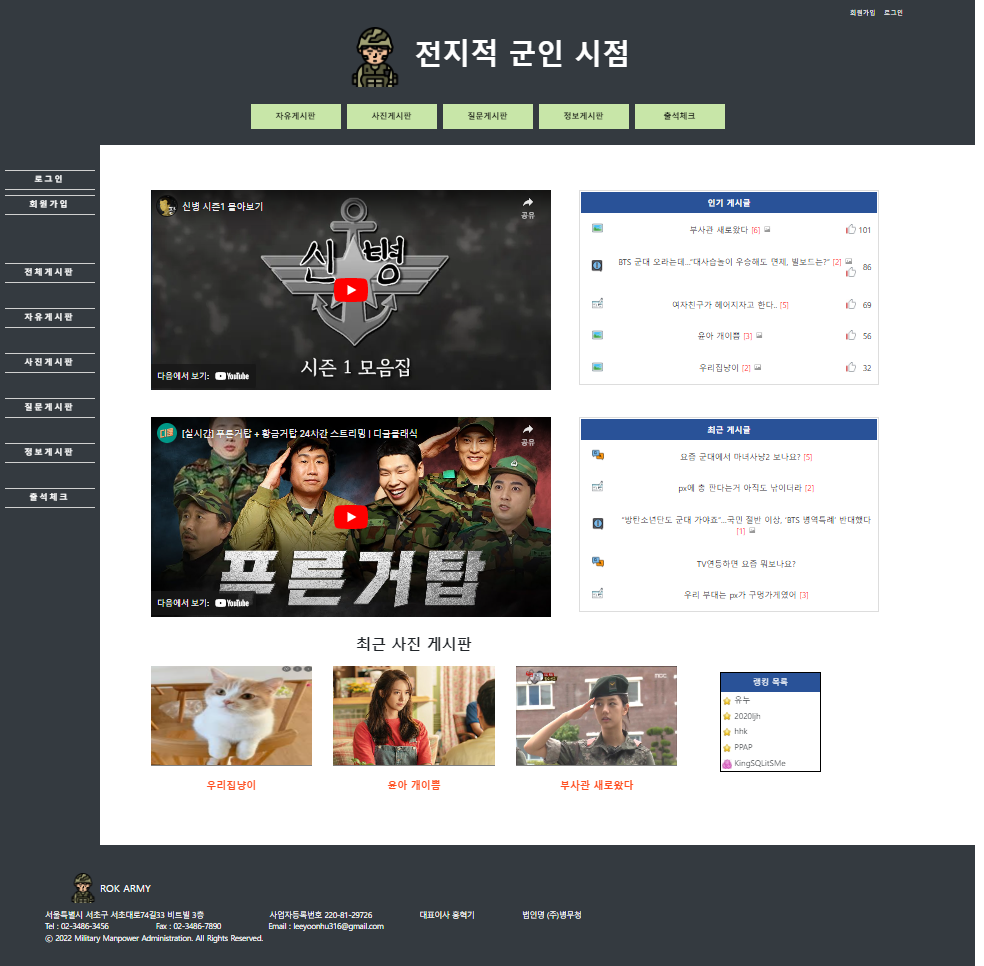 회원가입 로그인
전지적 군인 시점
자유게시판 사진게시판 질문게시판 정보게시판 출석체크
로그인
회원가입
전체게시판
자유게시판
사진게시판
질문게시판
정보게시판
출석체크
신병 시즌1 몰아보기
공유
신병
시즌 1 모음집
다음에서 보기: YouTube
인기 게시글
부사관 새로왔다 [6] 101
BTS 군대 오라는데…"대사습놀이 우승해도 면제, 빌보드는?" [2] 86
여자친구가 헤어지자고 한다.. [5] 69
윤아 개이쁨 [3] 56
우리집냥이 [2] 32
디글
[실시간] 푸른거탑 + 황금거탑 24시간 스트리밍 | 디글클래식
공유
푸른거탑
다음에서 보기: YouTube
최근 게시글
요즘 군대에서 마녀사냥2 보나요? [5]
px에 총 판다는거 아직도 낚이더라 [2]
"방탄소년단도 군대 가야죠"…국민 절반 이상, 'BTS 병역특례' 반대했다
[1]
TV연등하면 요즘 뭐보나요?
우리 부대는 px가 구멍가게였어 [3]
최근 사진 게시판
MBC
우리집냥이
윤아 개이쁨
부사관 새로왔다
랭킹 목록
유누
2020ljh
hhk
PPAP
KingSQLitSMe
ROK ARMY
서울특별시 서초구 서초대로74길33 비트빌 3층 사업자등록번호 220-81-29726 대표이사 홍혁기 법인명 (주)병무청
Tel : 02-3486-3456 Fax : 02-3486-7890 Email : leeyoonhu316@gmail.com
ⓒ 2022 Military Manpower Administration. All Rights Reserved.